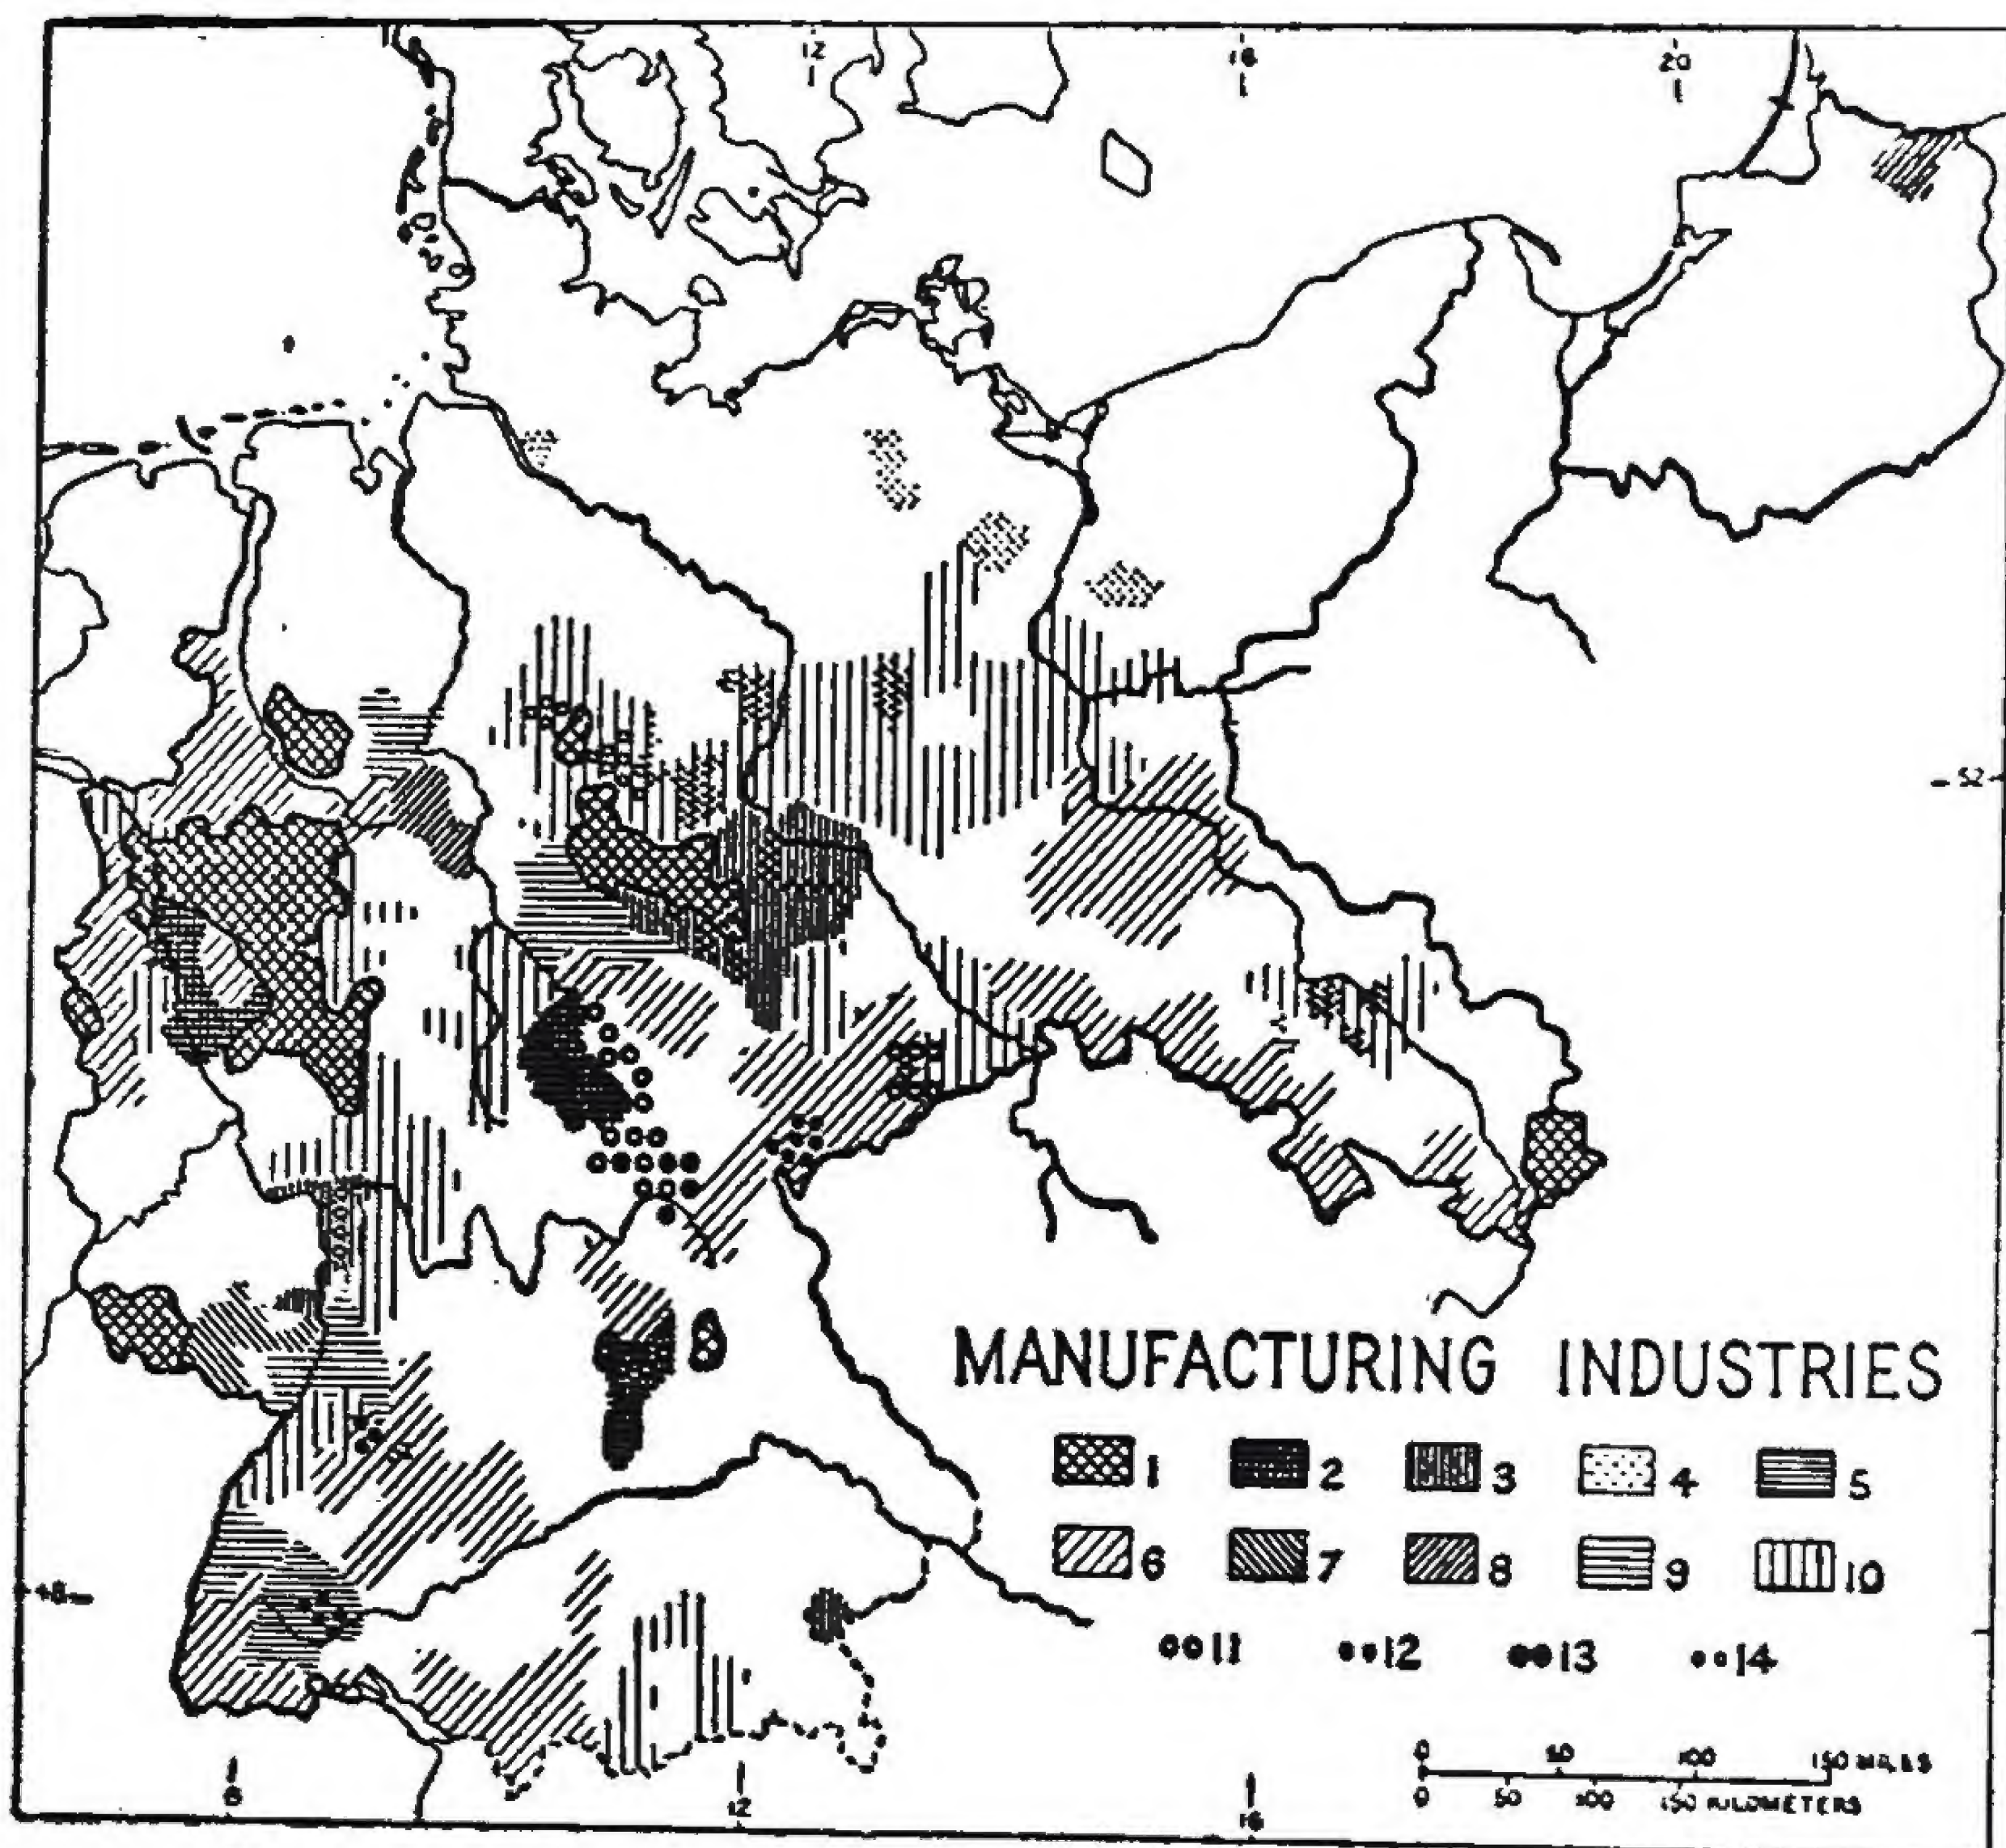 12
16
20
- 52
MANUFACTURING INDUSTRIES
1 2 3 4 5
6 7 8 9 10
48
11 12 13 14
0 50 100 150 MILES
0 50 100 150 KILOMETERS
8
12
16